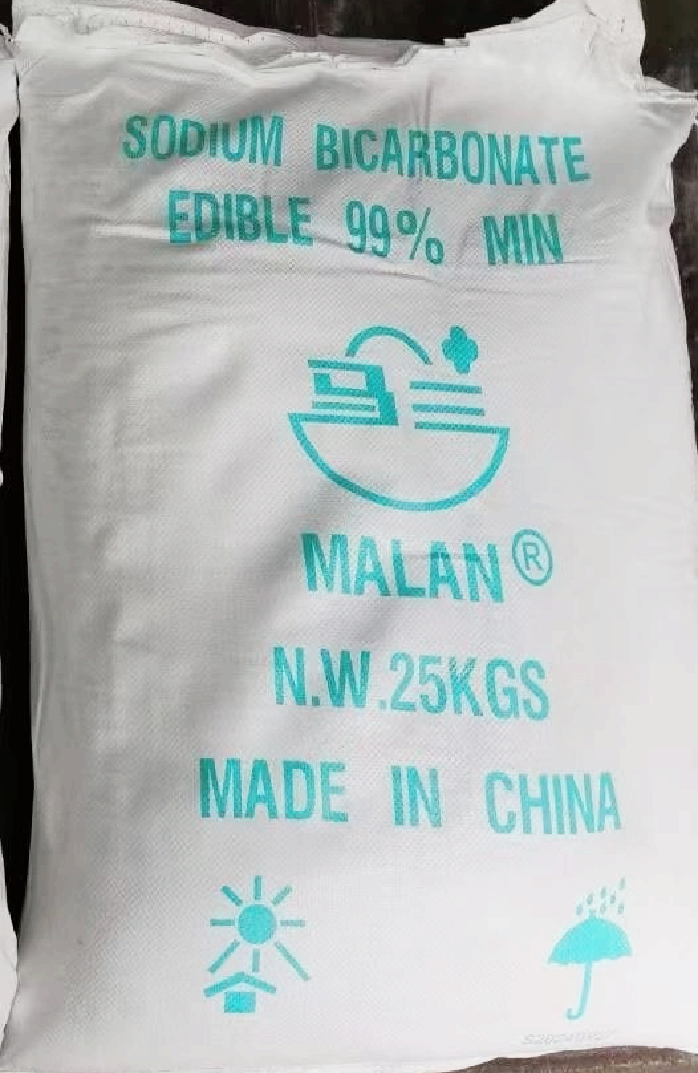 SODIUM BICARBONATE
EDIBLE 99% MIN
MALAN®
N.W.25KGS
MADE IN CHINA